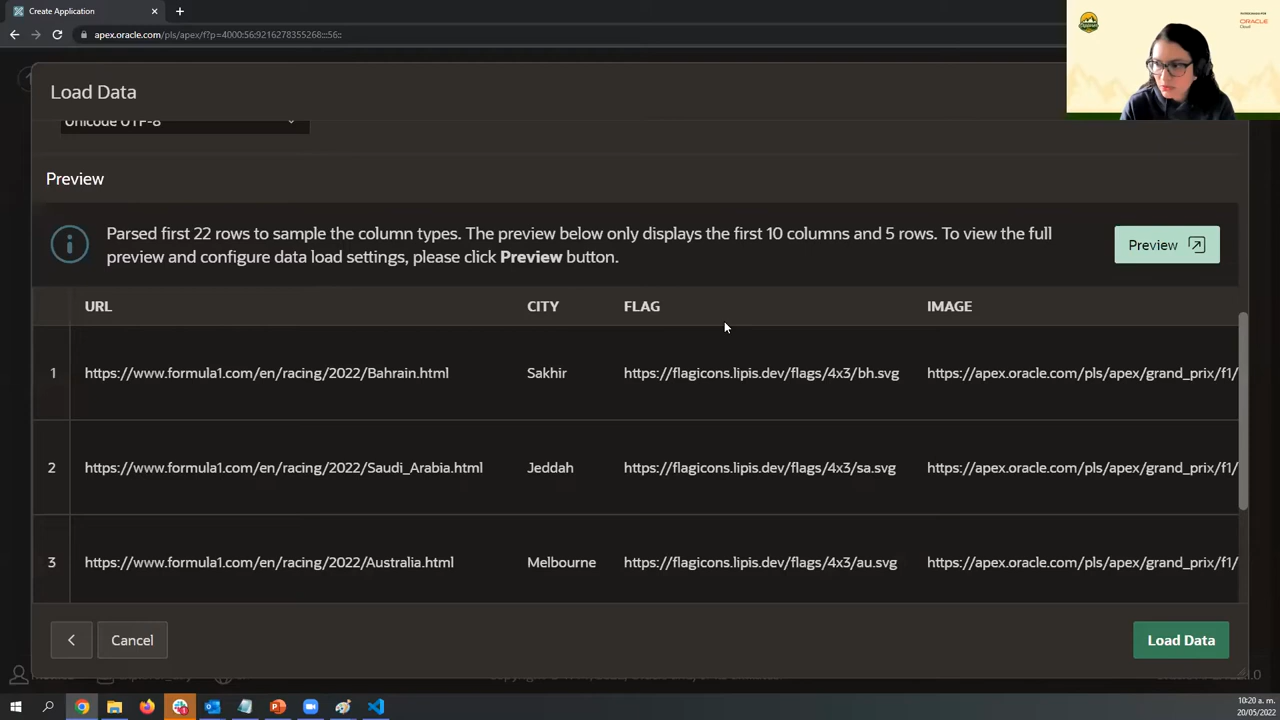 Create Application
apex.oracle.com/pls/apex/f?p=4000:56:9216278355268:::56::
ORACLE
Cloud
Load Data
Unicode UTF-8
Preview
Parsed first 22 rows to sample the column types. The preview below only displays the first 10 columns and 5 rows. To view the full
preview and configure data load settings, please click Preview button.
Preview
URL CITY FLAG IMAGE
1 https://www.formula1.com/en/racing/2022/Bahrain.html Sakhir https://flagicons.lipis.dev/flags/4x3/bh.svg https://apex.oracle.com/pls/apex/grand_prix/f1/
2 https://www.formula1.com/en/racing/2022/Saudi_Arabia.html Jeddah https://flagicons.lipis.dev/flags/4x3/sa.svg https://apex.oracle.com/pls/apex/grand_prix/f1/
3 https://www.formula1.com/en/racing/2022/Australia.html Melbourne https://flagicons.lipis.dev/flags/4x3/au.svg https://apex.oracle.com/pls/apex/grand_prix/f1/
Cancel
Load Data
10:20 a. m.
20/05/2022